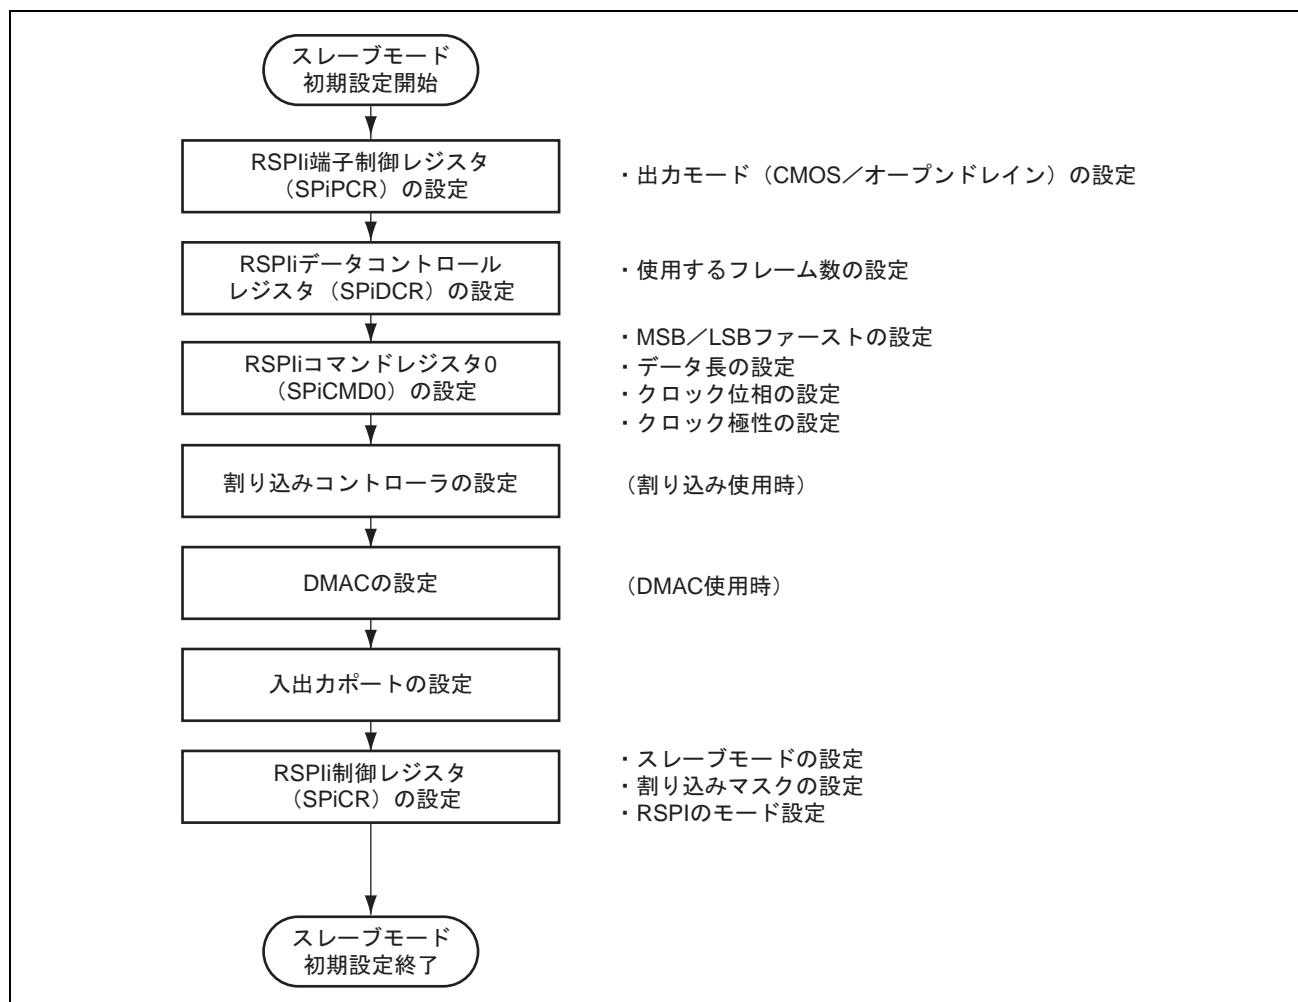 スレーブモード
初期設定開始
RSPIi端子制御レジスタ
（SPiPCR）の設定
・出力モード（CMOS／オープンドレイン）の設定
RSPIiデータコントロール
レジスタ（SPiDCR）の設定
・使用するフレーム数の設定
RSPIiコマンドレジスタ0
（SPiCMD0）の設定
・MSB／LSBファーストの設定
・データ長の設定
・クロック位相の設定
・クロック極性の設定
割り込みコントローラの設定
（割り込み使用時）
DMACの設定
（DMAC使用時）
入出力ポートの設定
RSPIi制御レジスタ
（SPiCR）の設定
・スレーブモードの設定
・割り込みマスクの設定
・RSPIのモード設定
スレーブモード
初期設定終了